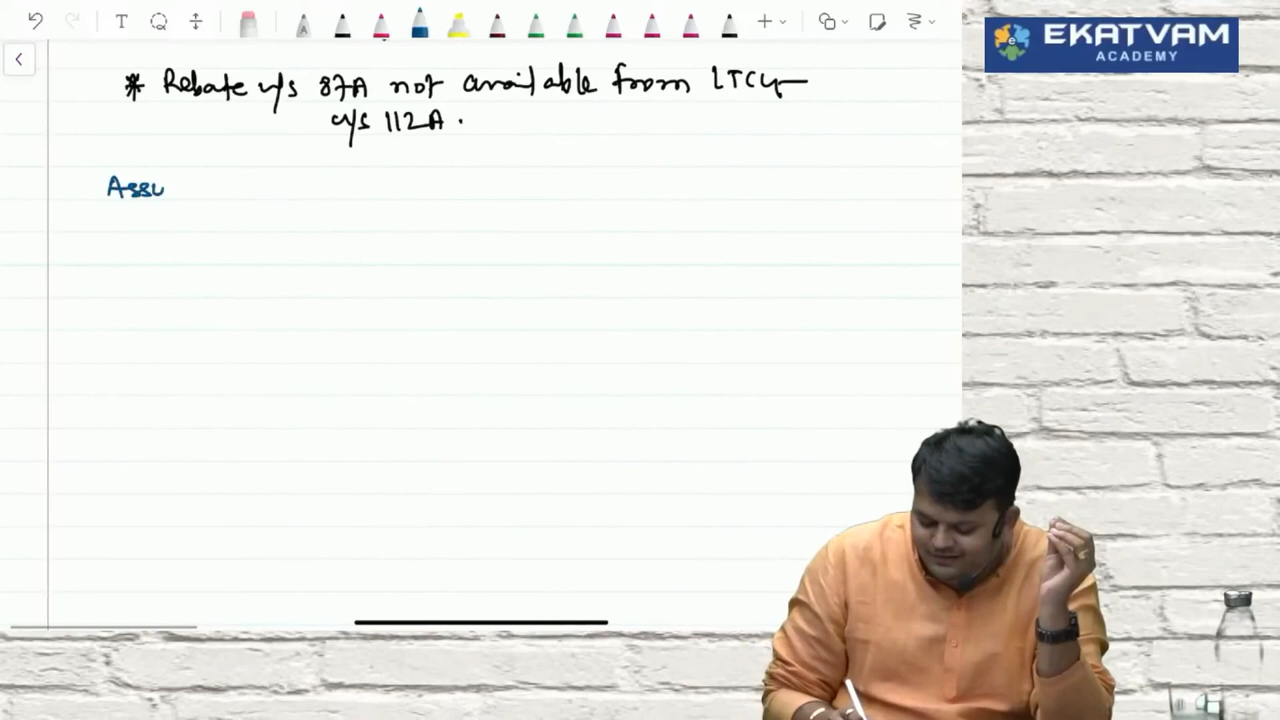 EKATVAM
ACADEMY
* Rebate u/s 87A not available from LTCG
u/s 112A.
Assu